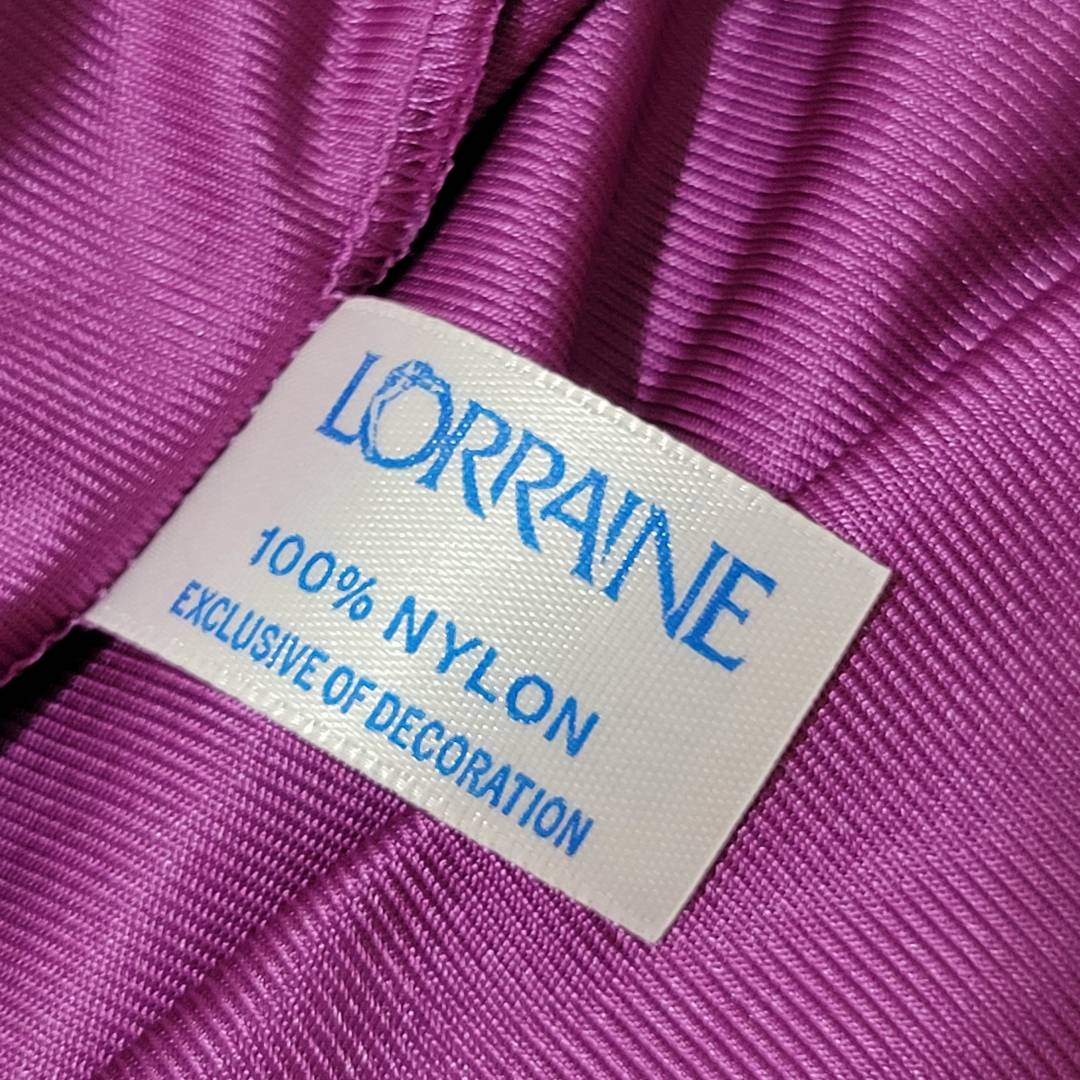 LORRAINE
100% NYLON
EXCLUSIVE OF DECORATION